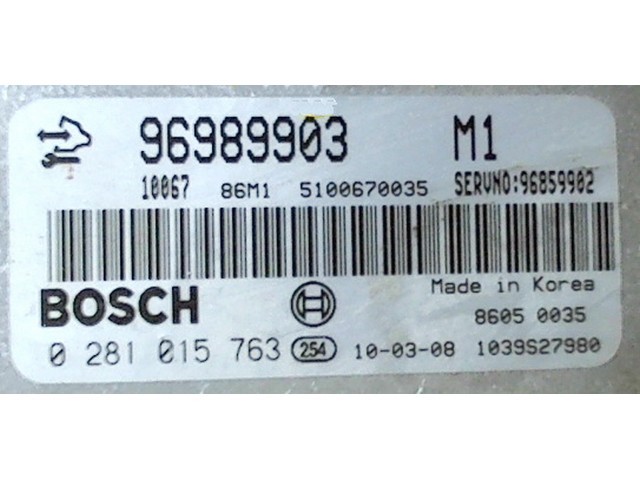 96989903 M1
10067 86M1 5100670035 SERVNO:96859902
Made in Korea
BOSCH 8605 0035
0 281 015 763 254 10-03-08 1039S27980